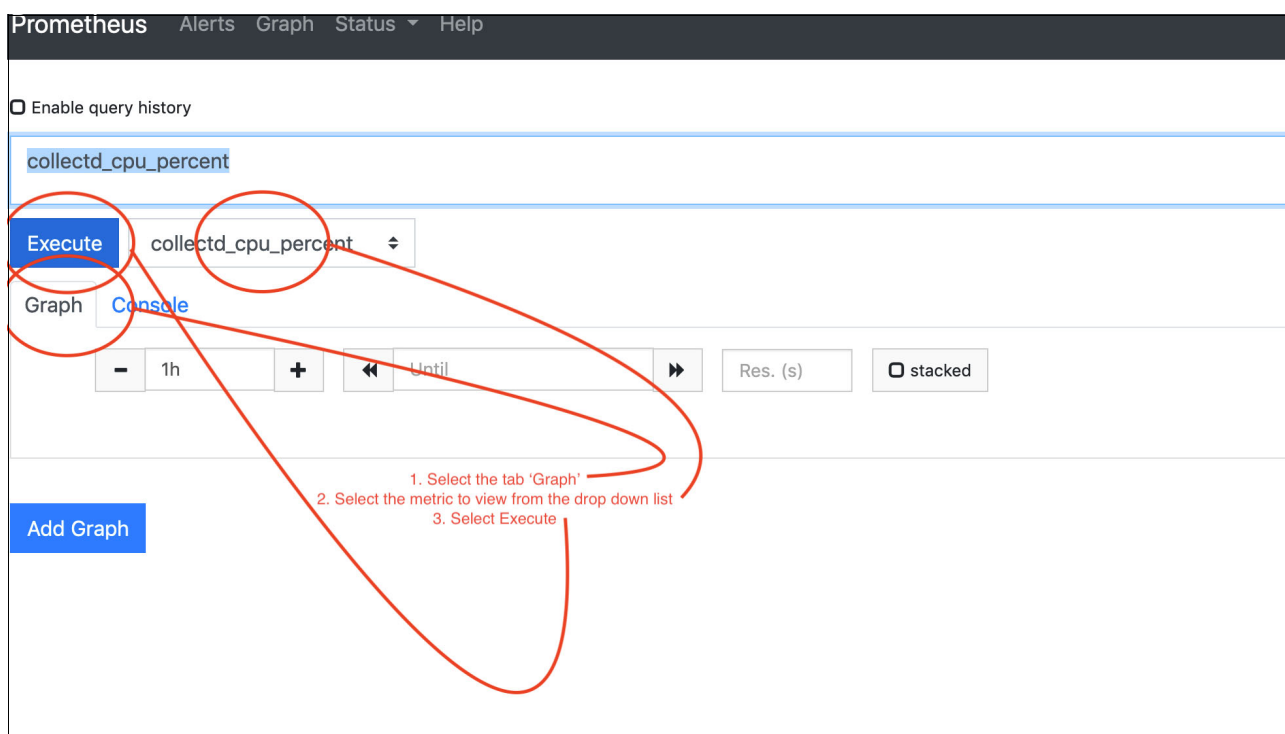 Prometheus Alerts Graph Status Help
Enable query history
collectd_cpu_percent
Execute collectd_cpu_percent
Graph Console
1h Until Res. (s) stacked
1. Select the tab ‘Graph’
2. Select the metric to view from the drop down list
3. Select Execute
Add Graph